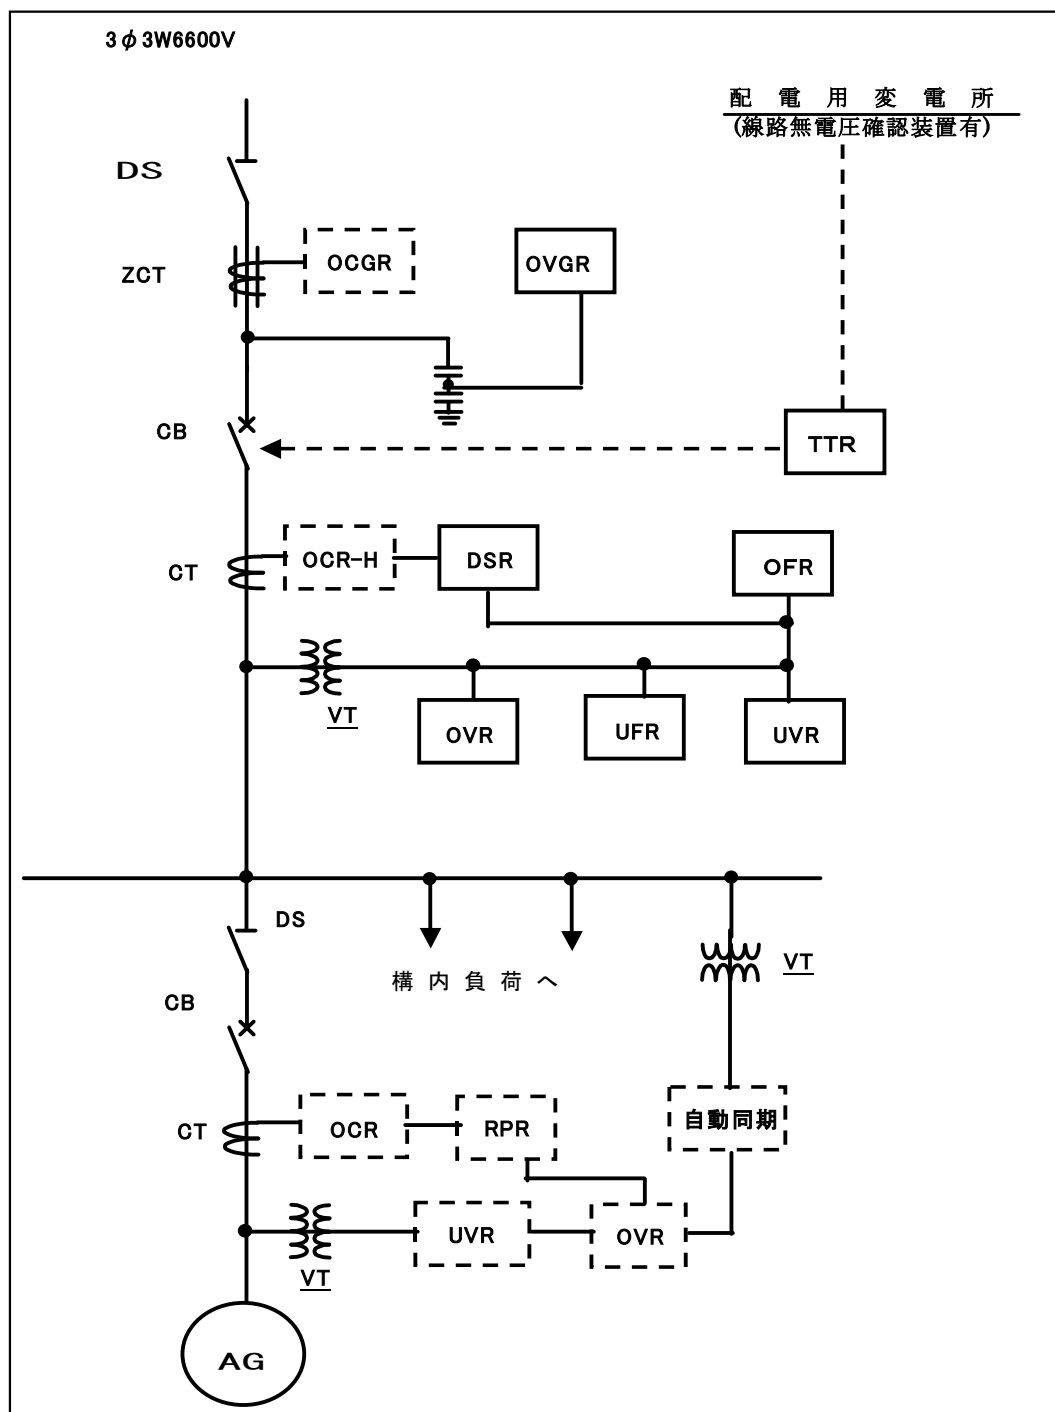 3φ3W6600V
配電用変電所
(線路無電圧確認装置有)
DS
ZCT
OCGR
OVGR
CB
TTR
CT
OCR-H
DSR
OFR
VT
OVR
UFR
UVR
DS
構内負荷へ
VT
CB
CT
OCR
RPR
自動同期
VT
UVR
OVR
AG